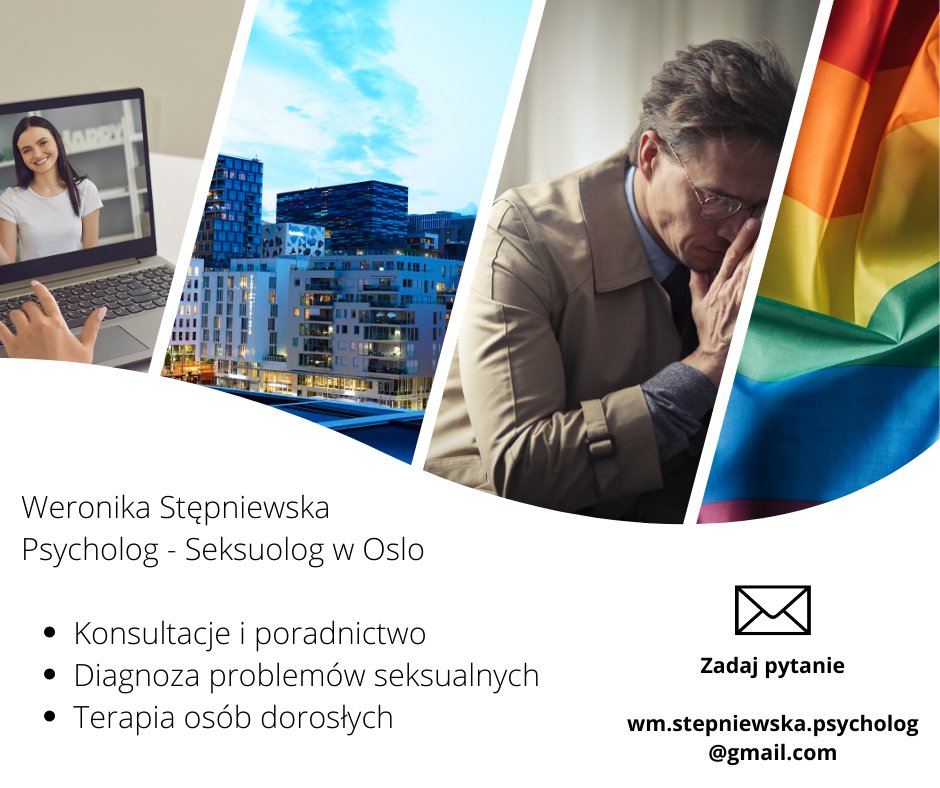 Weronika Stępniewska
Psycholog - Seksuolog w Oslo
• Konsultacje i poradnictwo
• Diagnoza problemów seksualnych
• Terapia osób dorosłych
Zadaj pytanie
wm.stepniewska.psycholog
@gmail.com